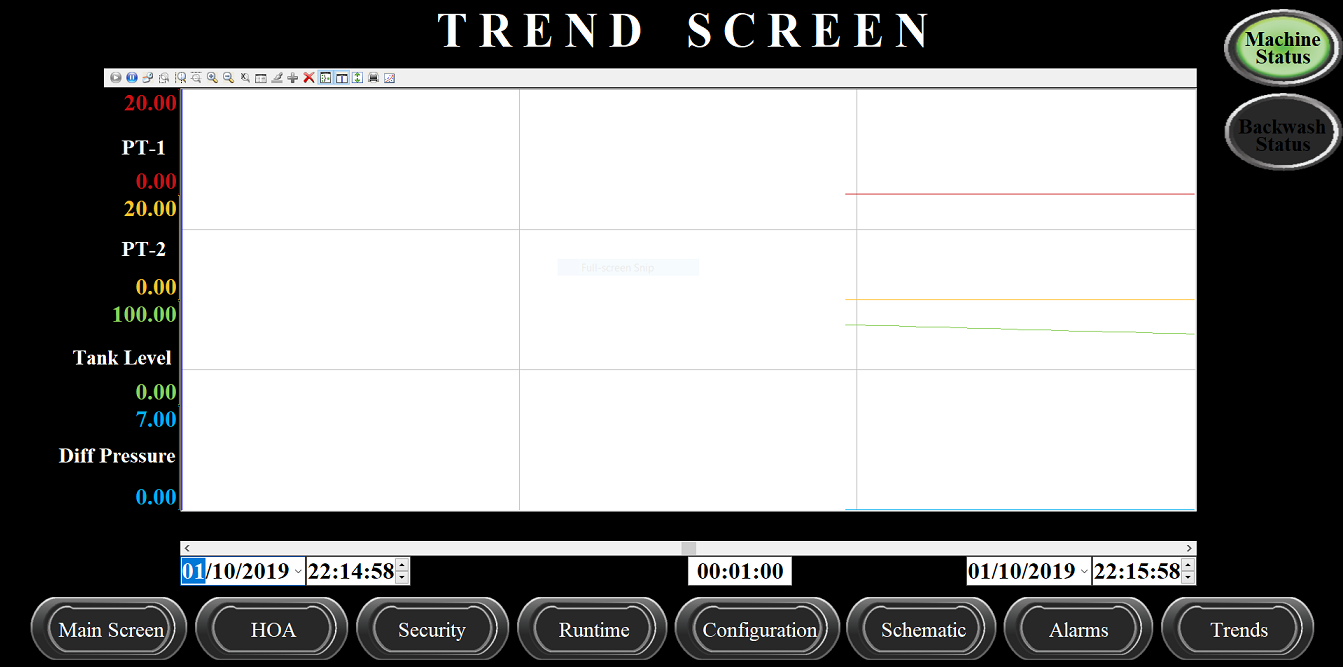 TREND SCREEN
Machine
Status
Backwash
Status
20.00
PT-1
0.00
20.00
PT-2
0.00
100.00
Tank Level
0.00
7.00
Diff Pressure
0.00
Full-screen Snip
01/10/2019 22:14:58 00:01:00 01/10/2019 22:15:58
Main Screen HOA Security Runtime Configuration Schematic Alarms Trends